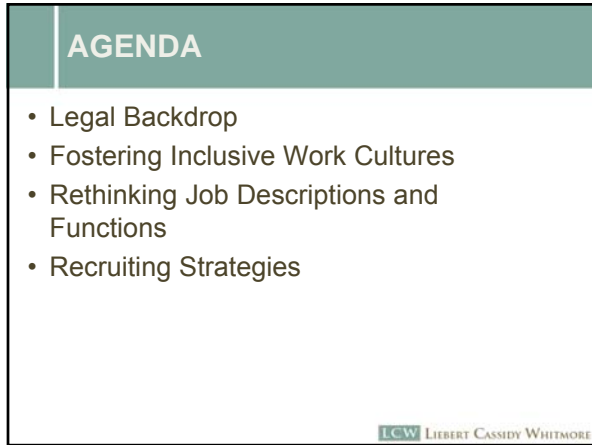 AGENDA
• Legal Backdrop
• Fostering Inclusive Work Cultures
• Rethinking Job Descriptions and
Functions
• Recruiting Strategies
LCW LIEBERT CASSIDY WHITMORE